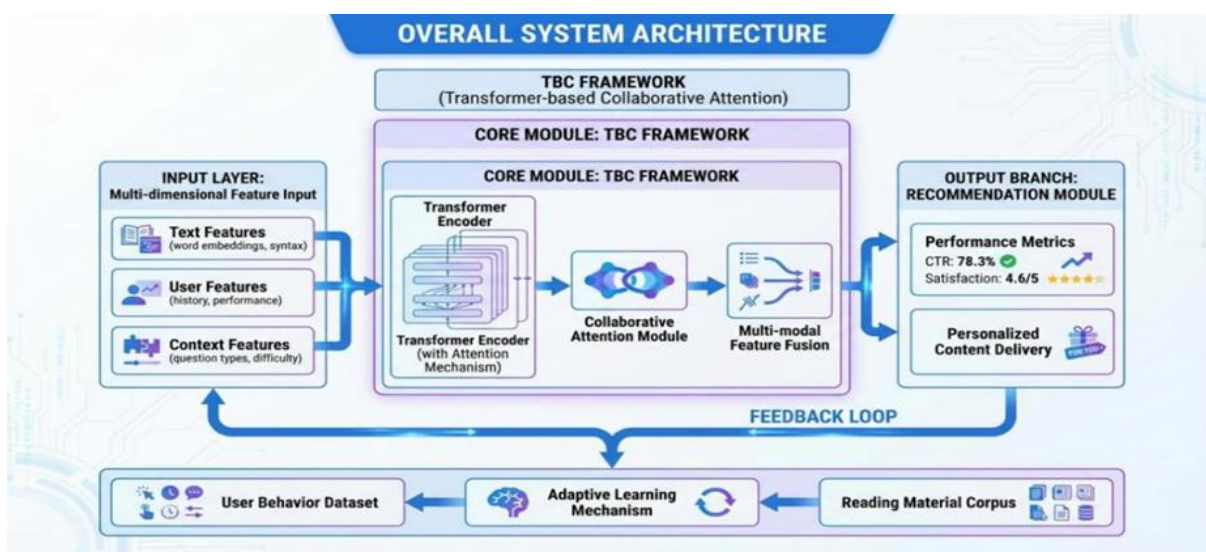 OVERALL SYSTEM ARCHITECTURE
TBC FRAMEWORK
(Transformer-based Collaborative Attention)
CORE MODULE: TBC FRAMEWORK
INPUT LAYER:
Multi-dimensional Feature Input
Text Features
(word embeddings, syntax)
User Features
(history, performance)
Context Features
(question types, difficulty)
CORE MODULE: TBC FRAMEWORK
Transformer
Encoder
Transformer Encoder
(with Attention
Mechanism)
Collaborative
Attention Module
Multi-modal
Feature Fusion
OUTPUT BRANCH:
RECOMMENDATION MODULE
Performance Metrics
CTR: 78.3%
Satisfaction: 4.6/5
Personalized
Content Delivery
YOU YOU
FEEDBACK LOOP
User Behavior Dataset
Adaptive Learning
Mechanism
Reading Material Corpus